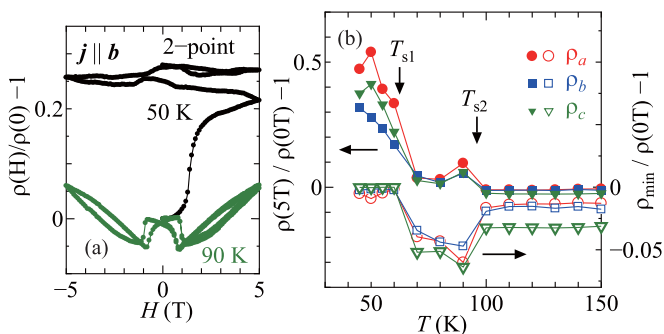 j || b
2−point
50 K
(a)
90 K
ρ(H)/ρ(0) −1
0.2
0
−5
0
5
H (T)
(b)
T_s1
T_s2
ρ_a
ρ_b
ρ_c
ρ(5T) / ρ(0T) −1
0.5
0
ρ_min / ρ(0T) −1
0
−0.05
50
100
150
T (K)